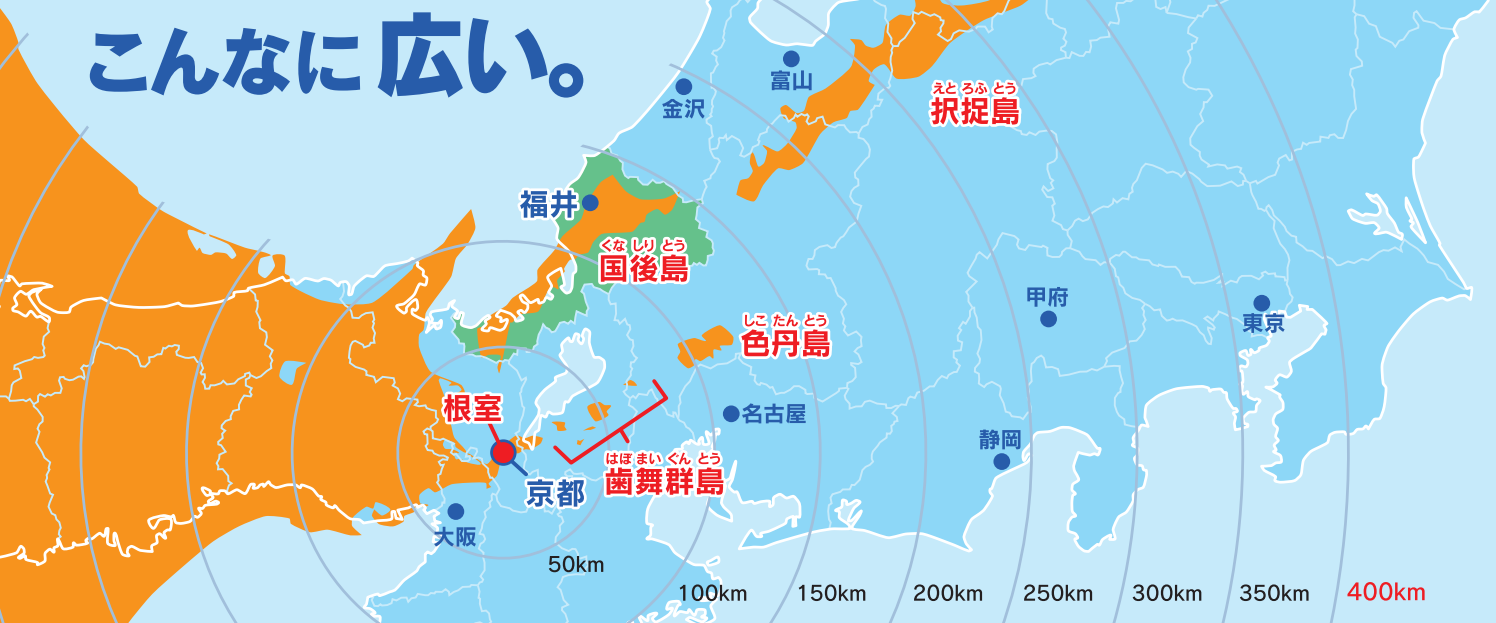 こんなに広い。
富山
金沢
えとろふとう
択捉島
福井
くなしりとう
国後島
甲府
東京
しこたんとう
色丹島
根室
名古屋
静岡
はぼまいぐんとう
歯舞群島
京都
大阪
50km
100km
150km
200km
250km
300km
350km
400km